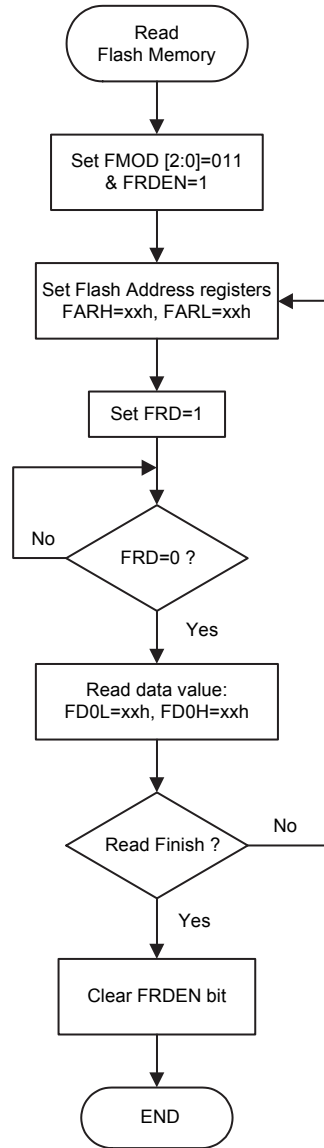 Read
Flash Memory
Set FMOD [2:0]=011
& FRDEN=1
Set Flash Address registers
FARH=xxh, FARL=xxh
Set FRD=1
No
FRD=0 ?
Yes
Read data value:
FD0L=xxh, FD0H=xxh
Read Finish ?
No
Yes
Clear FRDEN bit
END